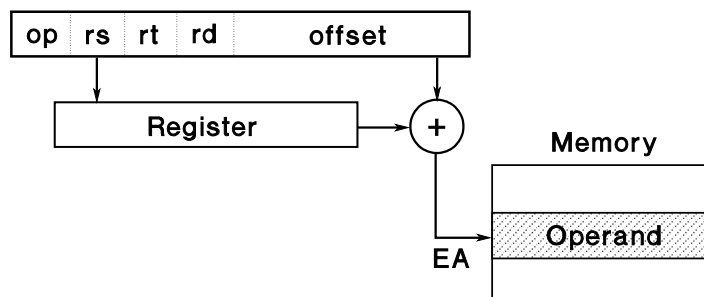 op rs rt rd offset
Register
+
Memory
Operand
EA